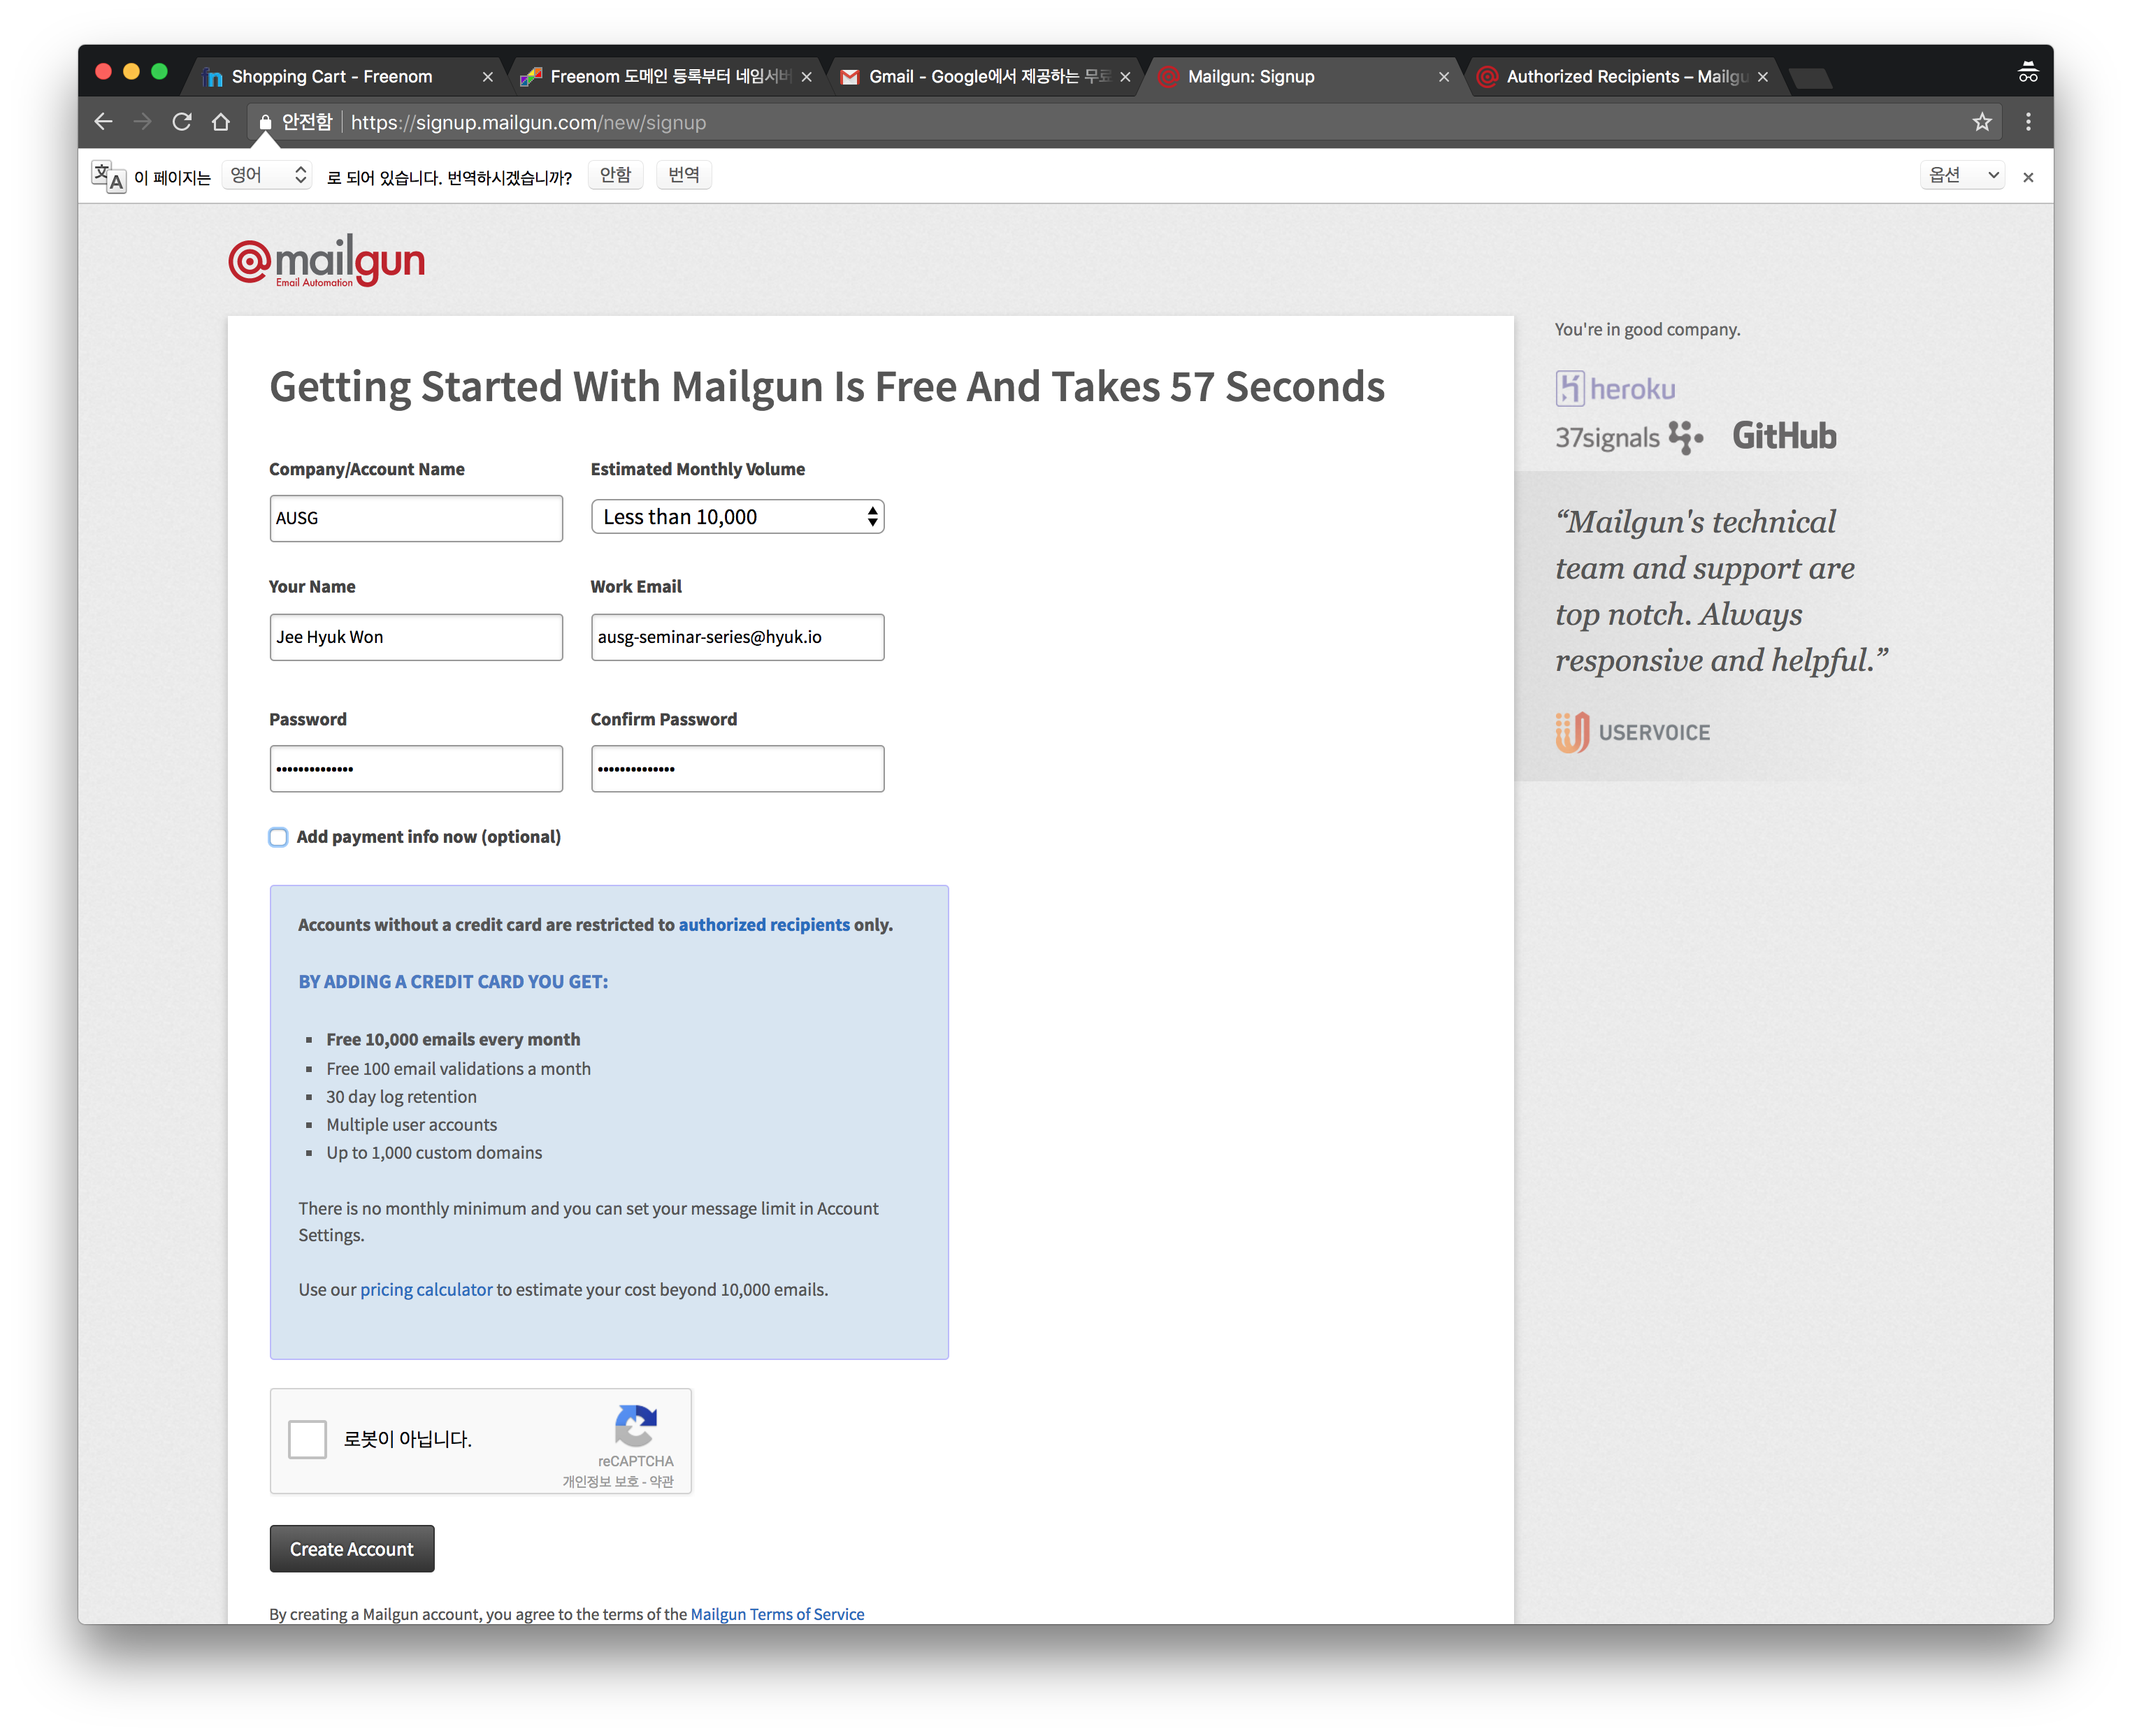 Shopping Cart - Freenom
Freenom 도메인 등록부터 네임서버
Gmail - Google에서 제공하는 무료
Mailgun: Signup
Authorized Recipients – Mailgu
안전함
https://signup.mailgun.com/new/signup
이 페이지는 영어 로 되어 있습니다. 번역하시겠습니까? 안함 번역 옵션
@mailgun
Email Automation
Getting Started With Mailgun Is Free And Takes 57 Seconds
Company/Account Name
Estimated Monthly Volume
AUSG
Less than 10,000
Your Name
Work Email
Jee Hyuk Won
ausg-seminar-series@hyuk.io
Password
Confirm Password
Add payment info now (optional)
Accounts without a credit card are restricted to authorized recipients only.
BY ADDING A CREDIT CARD YOU GET:
Free 10,000 emails every month
Free 100 email validations a month
30 day log retention
Multiple user accounts
Up to 1,000 custom domains
There is no monthly minimum and you can set your message limit in Account
Settings.
Use our pricing calculator to estimate your cost beyond 10,000 emails.
로봇이 아닙니다.
reCAPTCHA
개인정보 보호 - 약관
Create Account
By creating a Mailgun account, you agree to the terms of the Mailgun Terms of Service
You're in good company.
heroku
37signals
GitHub
“Mailgun's technical
team and support are
top notch. Always
responsive and helpful.”
USERVOICE